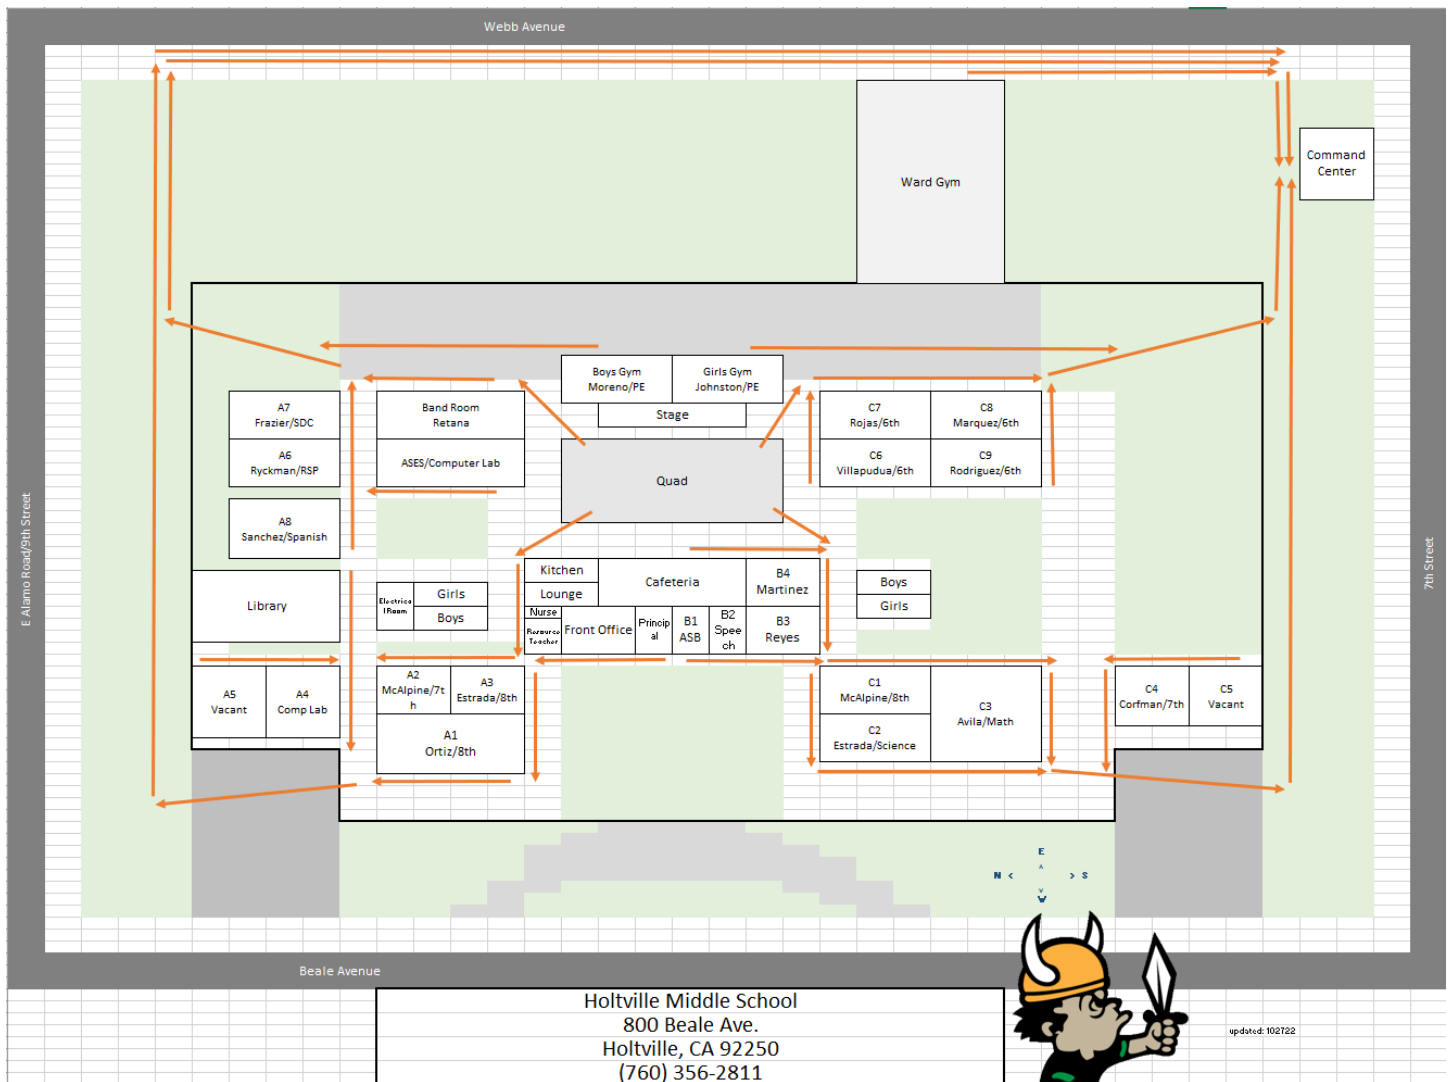 Webb Avenue
Command
Center
Ward Gym
Boys Gym
Moreno/PE
Girls Gym
Johnston/PE
Stage
A7
Frazier/SDC
Band Room
Retana
C7
Rojas/6th
C8
Marquez/6th
A6
Ryckman/RSP
ASES/Computer Lab
Quad
C6
Villapudua/6th
C9
Rodriguez/6th
A8
Sanchez/Spanish
E Alamo Road/9th Street
7th Street
Library
Electrica
l Room
Girls
Boys
Kitchen
Lounge
Cafeteria
B4
Martinez
Boys
Girls
Nurse
Resource
Teacher
Front Office
Princip
al
B1
ASB
B2
Spee
ch
B3
Reyes
A5
Vacant
A4
Comp Lab
A2
McAlpine/7t
h
A3
Estrada/8th
A1
Ortiz/8th
C1
McAlpine/8th
C2
Estrada/Science
C3
Avila/Math
C4
Corfman/7th
C5
Vacant
E
^
N < > S
v
W
Beale Avenue
Holtville Middle School
800 Beale Ave.
Holtville, CA 92250
(760) 356-2811
updated: 102722